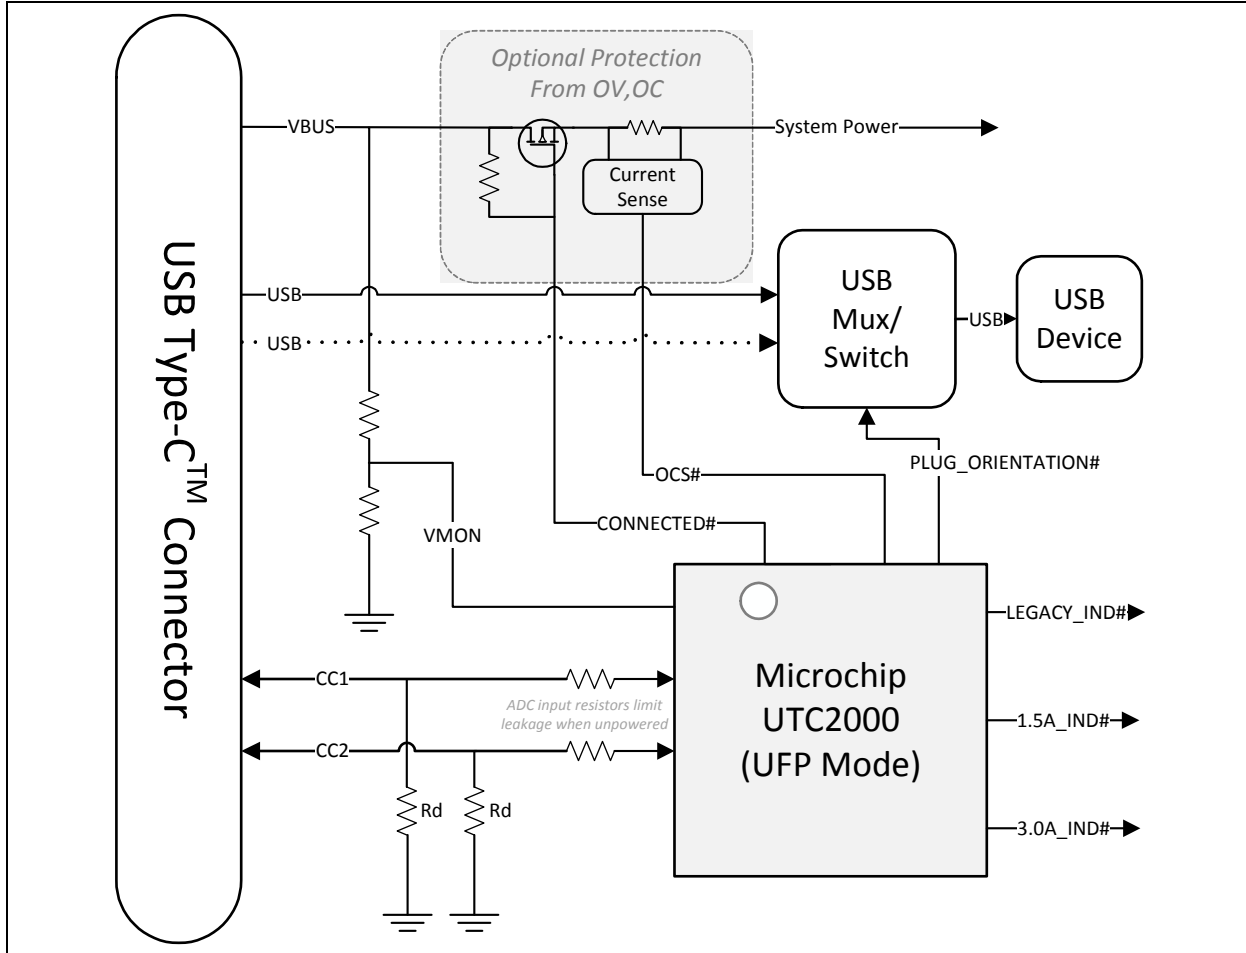 Optional Protection
From OV,OC
VBUS
System Power
Current
Sense
USB Type-C™ Connector
USB
USB
USB
Mux/
Switch
USB
USB
Device
PLUG_ORIENTATION#
OCS#
CONNECTED#
VMON
LEGACY_IND#
CC1
ADC input resistors limit
leakage when unpowered
Microchip
UTC2000
(UFP Mode)
1.5A_IND#
CC2
Rd
Rd
3.0A_IND#